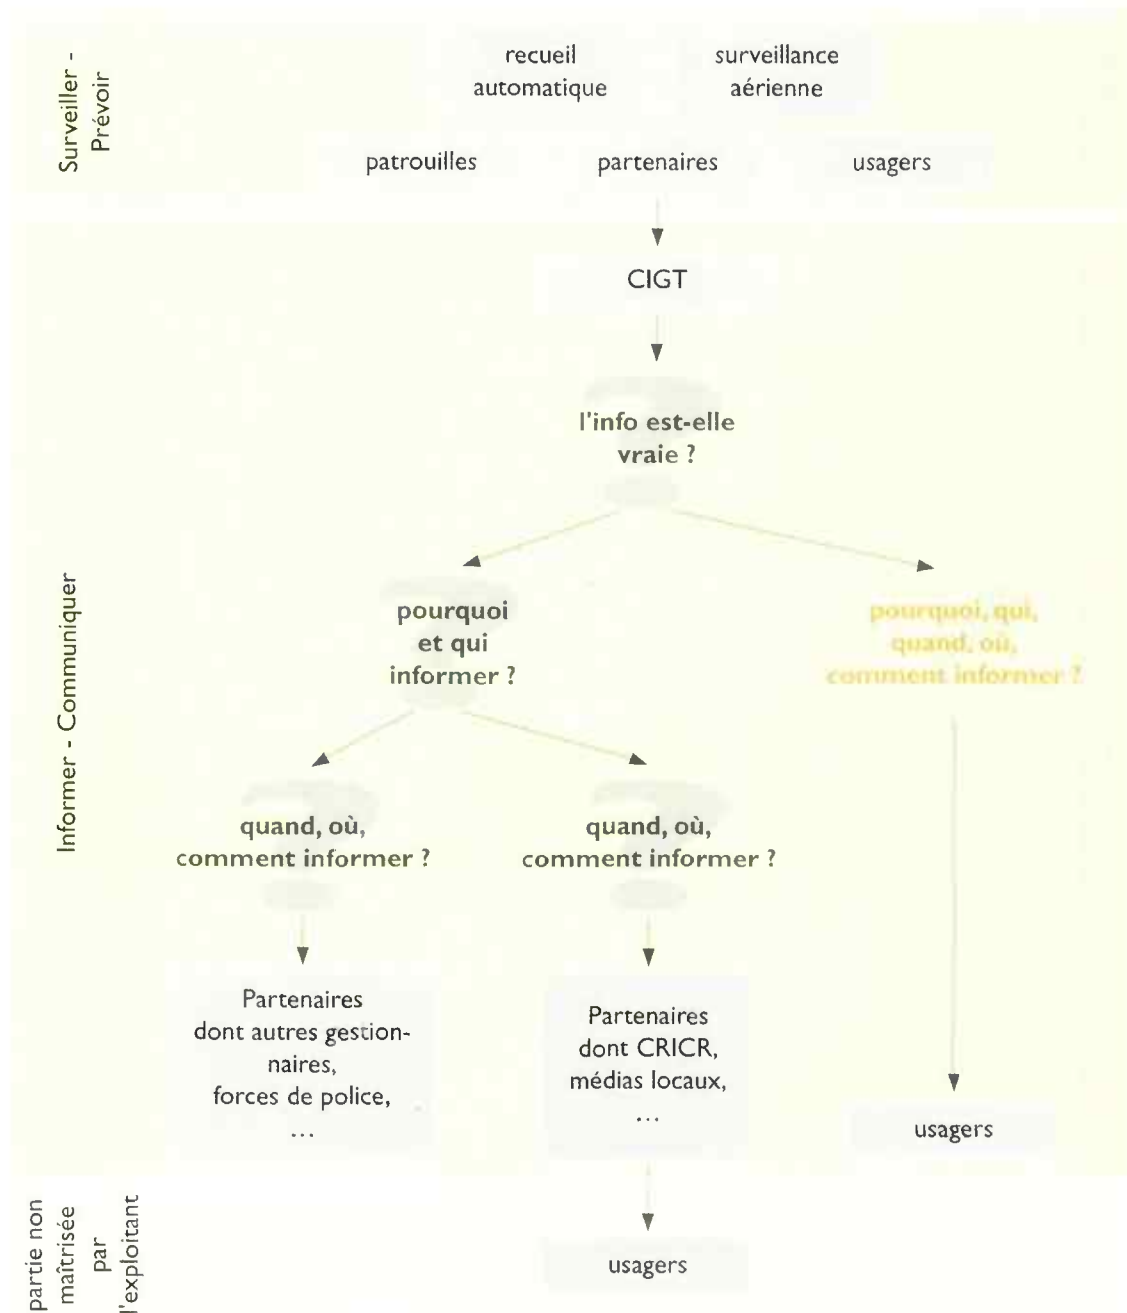 Surveiller -
Prévoir
recueil
automatique
surveillance
aérienne
patrouilles
partenaires
usagers
CIGT
Informer - Communiquer
l'info est-elle
vraie ?
pourquoi
et qui
informer ?
pourquoi, qui,
quand, où,
comment informer ?
quand, où,
comment informer ?
quand, où,
comment informer ?
Partenaires
dont autres gestion-
naires,
forces de police,
...
Partenaires
dont CRICR,
médias locaux,
...
usagers
partie non
maîtrisée
par
l'exploitant
usagers